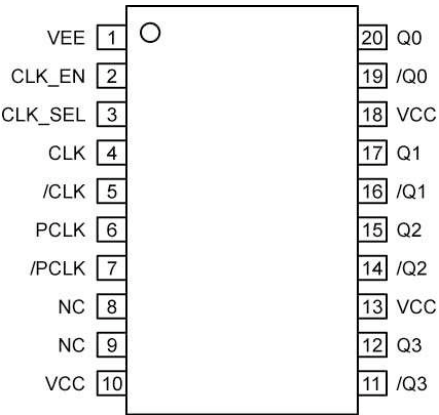 VEE 1 20 Q0
CLK_EN 2 19 /Q0
CLK_SEL 3 18 VCC
CLK 4 17 Q1
/CLK 5 16 /Q1
PCLK 6 15 Q2
/PCLK 7 14 /Q2
NC 8 13 VCC
NC 9 12 Q3
VCC 10 11 /Q3